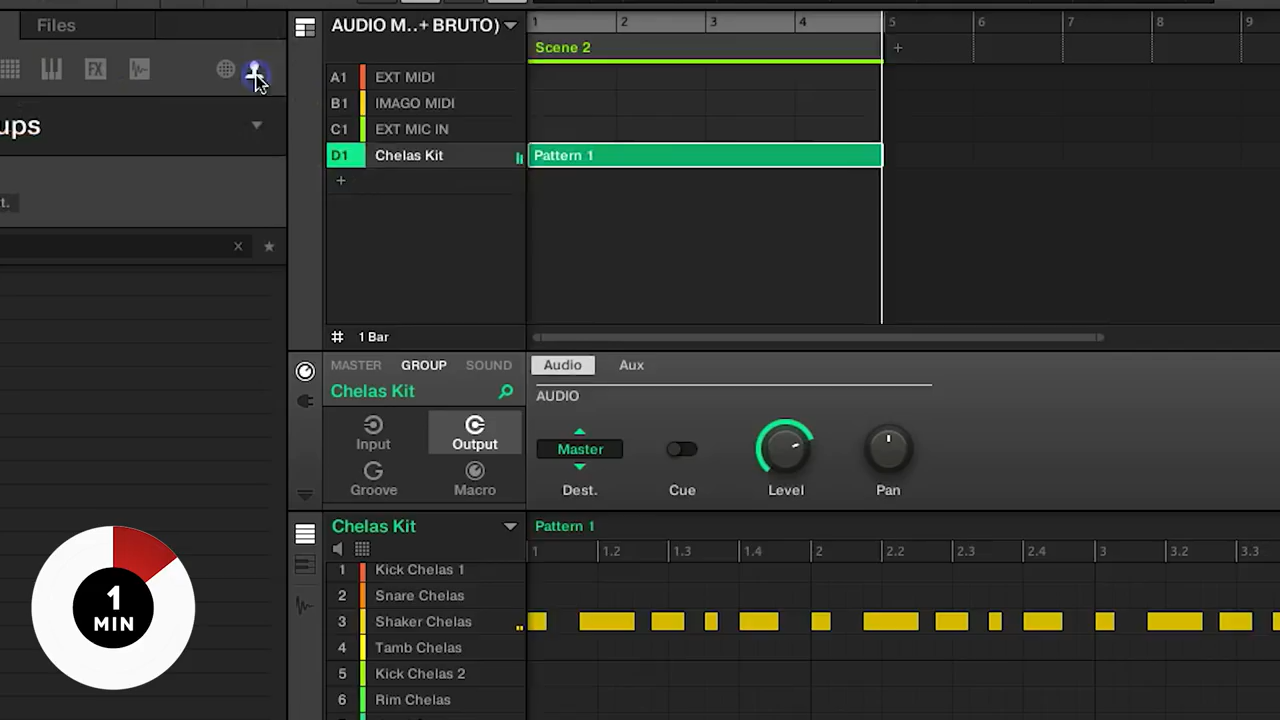 Files
AUDIO M..+ BRUTO)
1 2 3 4 5 6 7 8 9
Scene 2
+
FX
A1 EXT MIDI
B1 IMAGO MIDI
C1 EXT MIC IN
D1 Chelas Kit
Pattern 1
+
ups
t.
1 Bar
MASTER GROUP SOUND
Audio Aux
Chelas Kit
AUDIO
Input Output
Master
Groove Macro
Dest. Cue Level Pan
Chelas Kit
Pattern 1
1 1.2 1.3 1.4 2 2.2 2.3 2.4 3 3.2 3.3
1 Kick Chelas 1
2 Snare Chelas
3 Shaker Chelas
4 Tamb Chelas
5 Kick Chelas 2
6 Rim Chelas
1
MIN